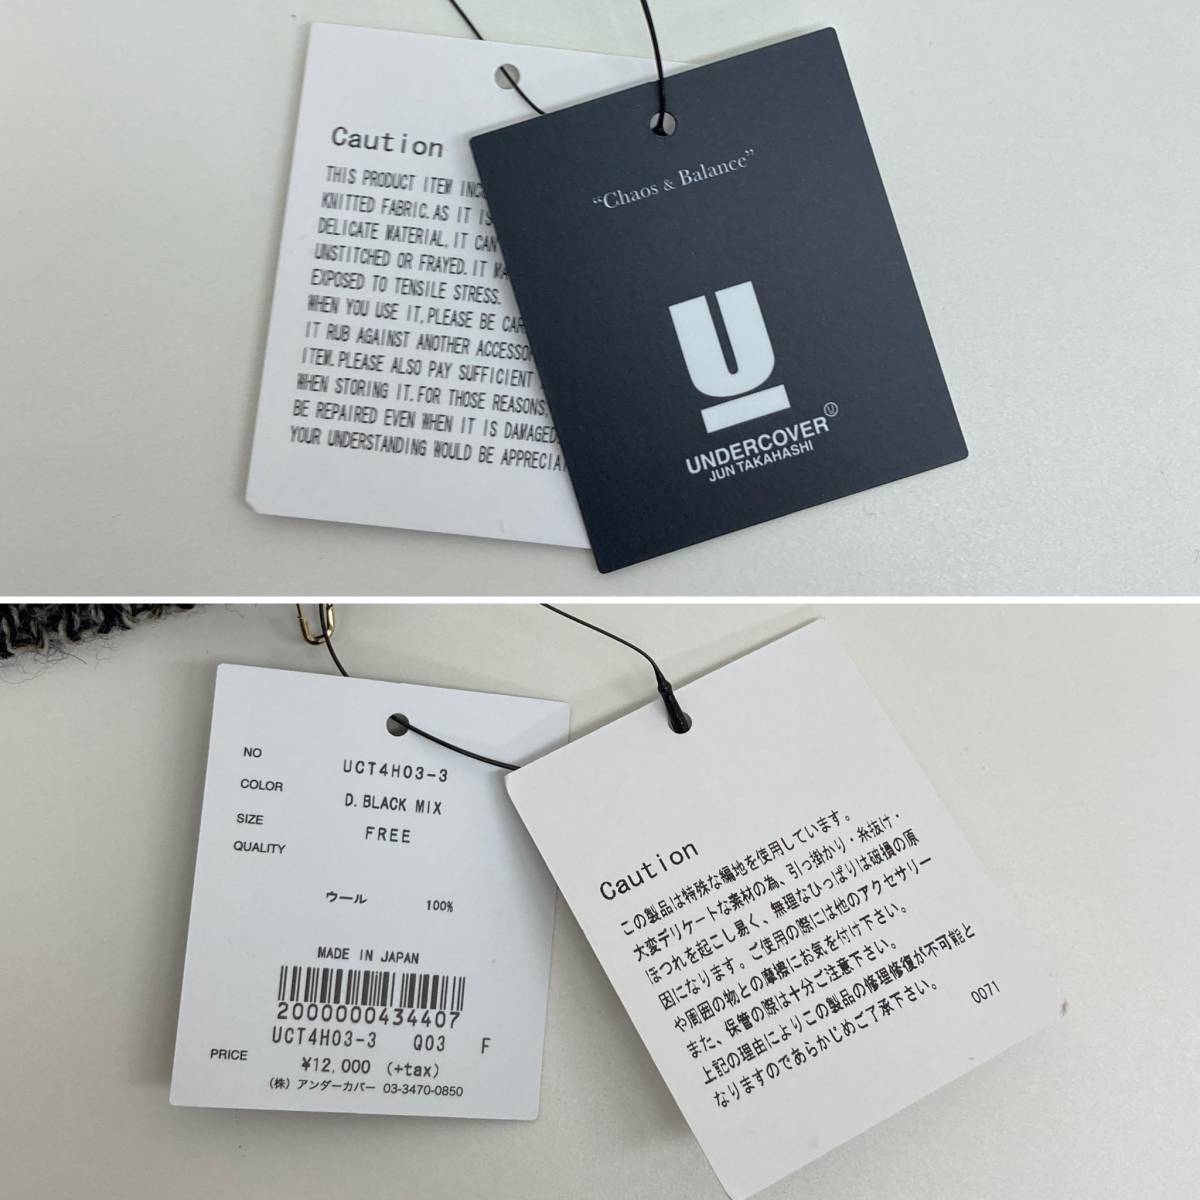 Caution
THIS PRODUCT ITEM INC
KNITTED FABRIC. AS IT IS
DELICATE MATERIAL, IT CAN
UNSTITCHED OR FRAYED. IT
EXPOSED TO TENSILE STRESS.
WHEN YOU USE IT, PLEASE BE
IT RUB AGAINST ANOTHER
ITEM. PLEASE ALSO PAY SUFFICIENT
WHEN STORING IT. FOR THOSE REASONS,
BE REPAIRED EVEN WHEN IT IS DAMAGED.
YOUR UNDERSTANDING WOULD BE
“Chaos & Balance”
U
UNDERCOVER Ⓤ
JUN TAKAHASHI
NO UCT4H03-3
COLOR D. BLACK MIX
SIZE FREE
QUALITY
ウール 100%
MADE IN JAPAN
2000000434407
UCT4H03-3 Q03 F
PRICE ¥12,000 (+tax)
(株) アンダーカバー 03-3470-0850
Caution
この製品は特殊な編地を使用しています。
大変デリケートな素材の為、引っ掛かり・糸抜け・
ほつれを起こし易く、無理なひっぱりは破損の原
因になります。ご使用の際には他のアクセサリー
や周囲の物との摩擦にお気を付け下さい。
また、保管の際は十分ご注意下さい。
上記の理由によりこの製品の修理修復が不可能と
なりますのであらかじめご了承下さい。
0071